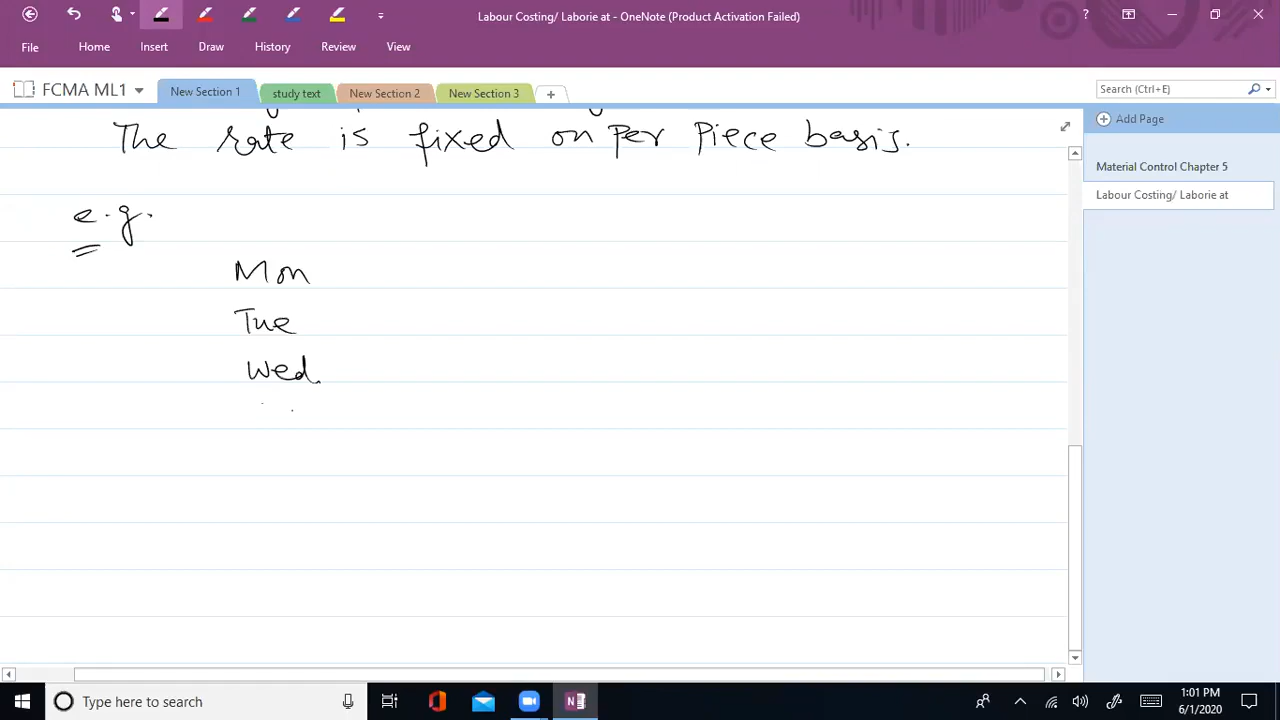 Labour Costing/ Laborie at - OneNote (Product Activation Failed)
?
File Home Insert Draw History Review View
FCMA ML1 New Section 1 study text New Section 2 New Section 3
Search (Ctrl+E)
Add Page
Material Control Chapter 5
Labour Costing/ Laborie at
The rate is fixed on Per Piece basis.
e.g.
Mon
Tue
Wed.
Type here to search
1:01 PM
6/1/2020